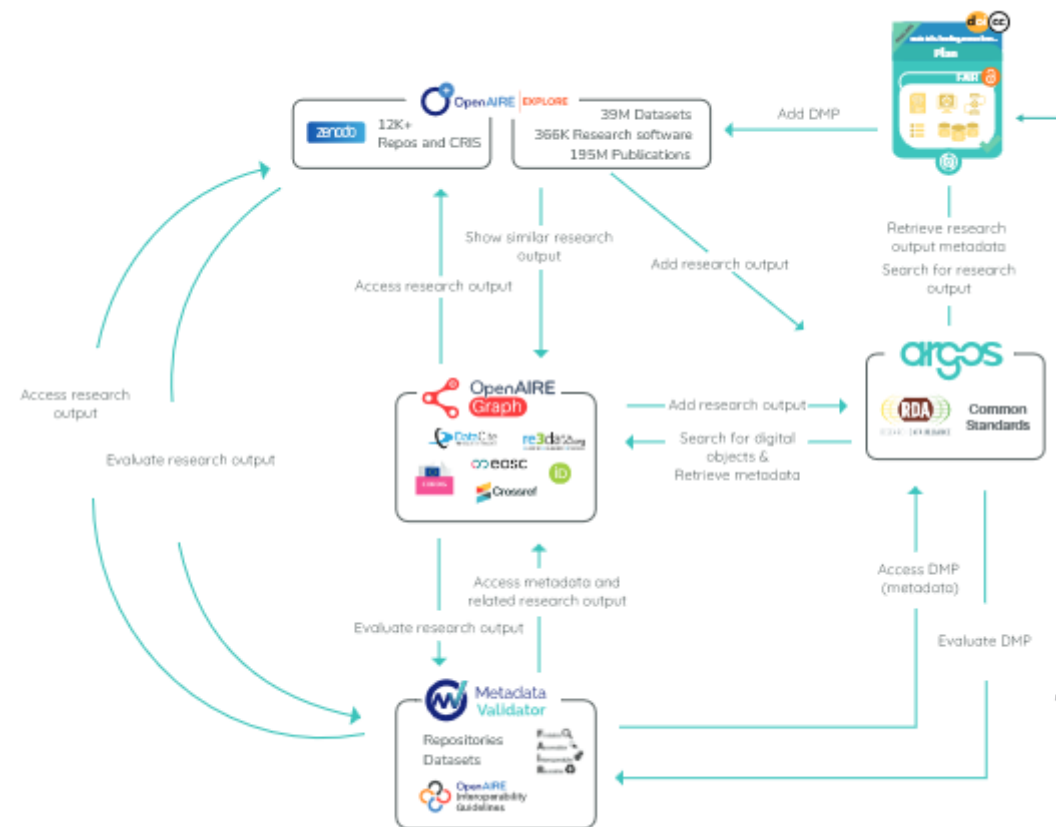 cc
Plan
FAIR
OpenAIRE | EXPLORE
zenodo
12K+
Repos and CRIS
39M Datasets
366K Research software
195M Publications
Add DMP
Retrieve research
output metadata
Search for research
output
Show similar research
output
Add research output
Access research output
argos
RDA
Common
Standards
OpenAIRE
Graph
DataCite
re3data.org
eosc
iD
Crossref
Add research output
Search for digital
objects &
Retrieve metadata
Access research
output
Evaluate research output
Access metadata and
related research output
Evaluate research output
Access DMP
(metadata)
Evaluate DMP
Metadata
Validator
Repositories
Datasets
OpenAIRE
Interoperability
Guidelines